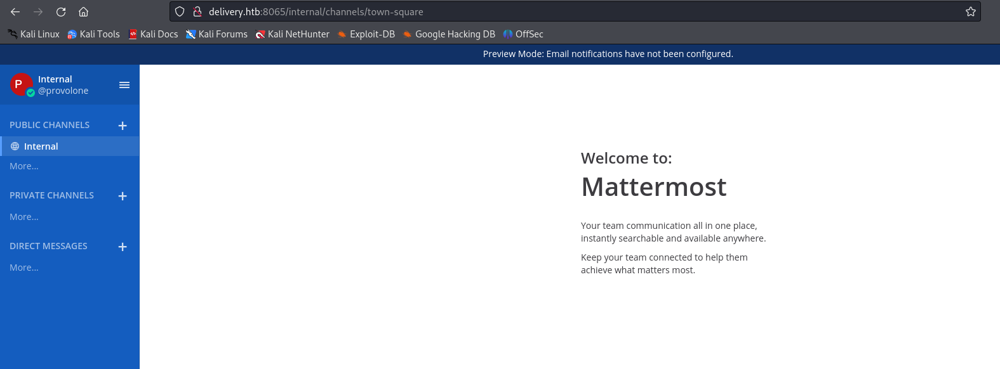 delivery.htb:8065/internal/channels/town-square
Kali Linux Kali Tools Kali Docs Kali Forums Kali NetHunter Exploit-DB Google Hacking DB OffSec
Preview Mode: Email notifications have not been configured.
P
Internal
@provolone
PUBLIC CHANNELS
Internal
More...
PRIVATE CHANNELS
More...
DIRECT MESSAGES
More...
Welcome to:
Mattermost
Your team communication all in one place,
instantly searchable and available anywhere.
Keep your team connected to help them
achieve what matters most.